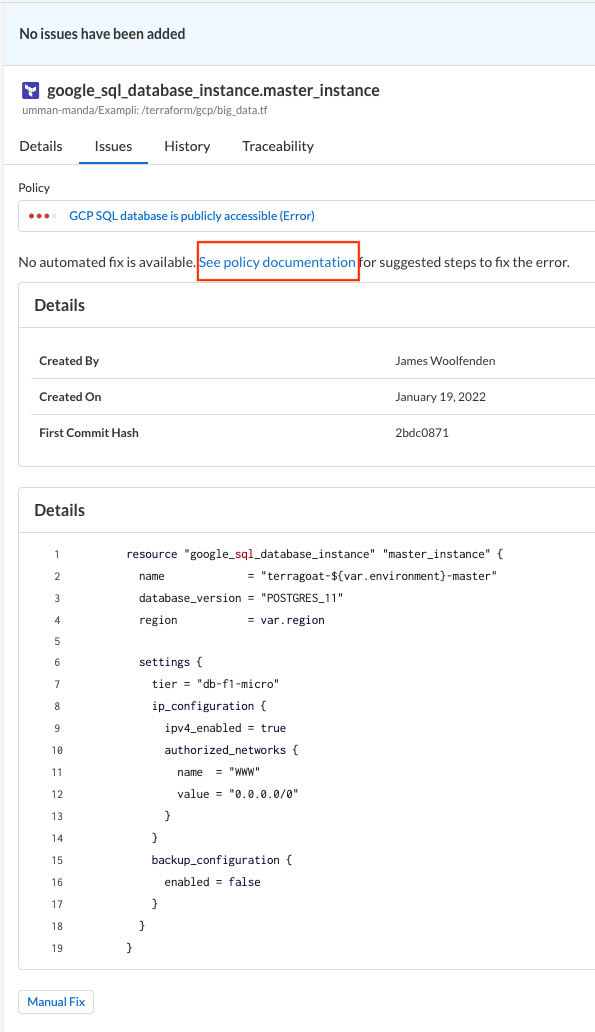 No issues have been added
google_sql_database_instance.master_instance
umman-manda/Exampli: /terraform/gcp/big_data.tf
Details Issues History Traceability
Policy
GCP SQL database is publicly accessible (Error)
No automated fix is available. See policy documentation for suggested steps to fix the error.
Details
Created By James Woolfenden
Created On January 19, 2022
First Commit Hash 2bdc0871
Details
1 resource "google_sql_database_instance" "master_instance" {
2   name             = "terragoat-${var.environment}-master"
3   database_version = "POSTGRES_11"
4   region           = var.region
5
6   settings {
7     tier = "db-f1-micro"
8     ip_configuration {
9       ipv4_enabled = true
10       authorized_networks {
11         name  = "WWW"
12         value = "0.0.0.0/0"
13       }
14     }
15     backup_configuration {
16       enabled = false
17     }
18   }
19 }
Manual Fix